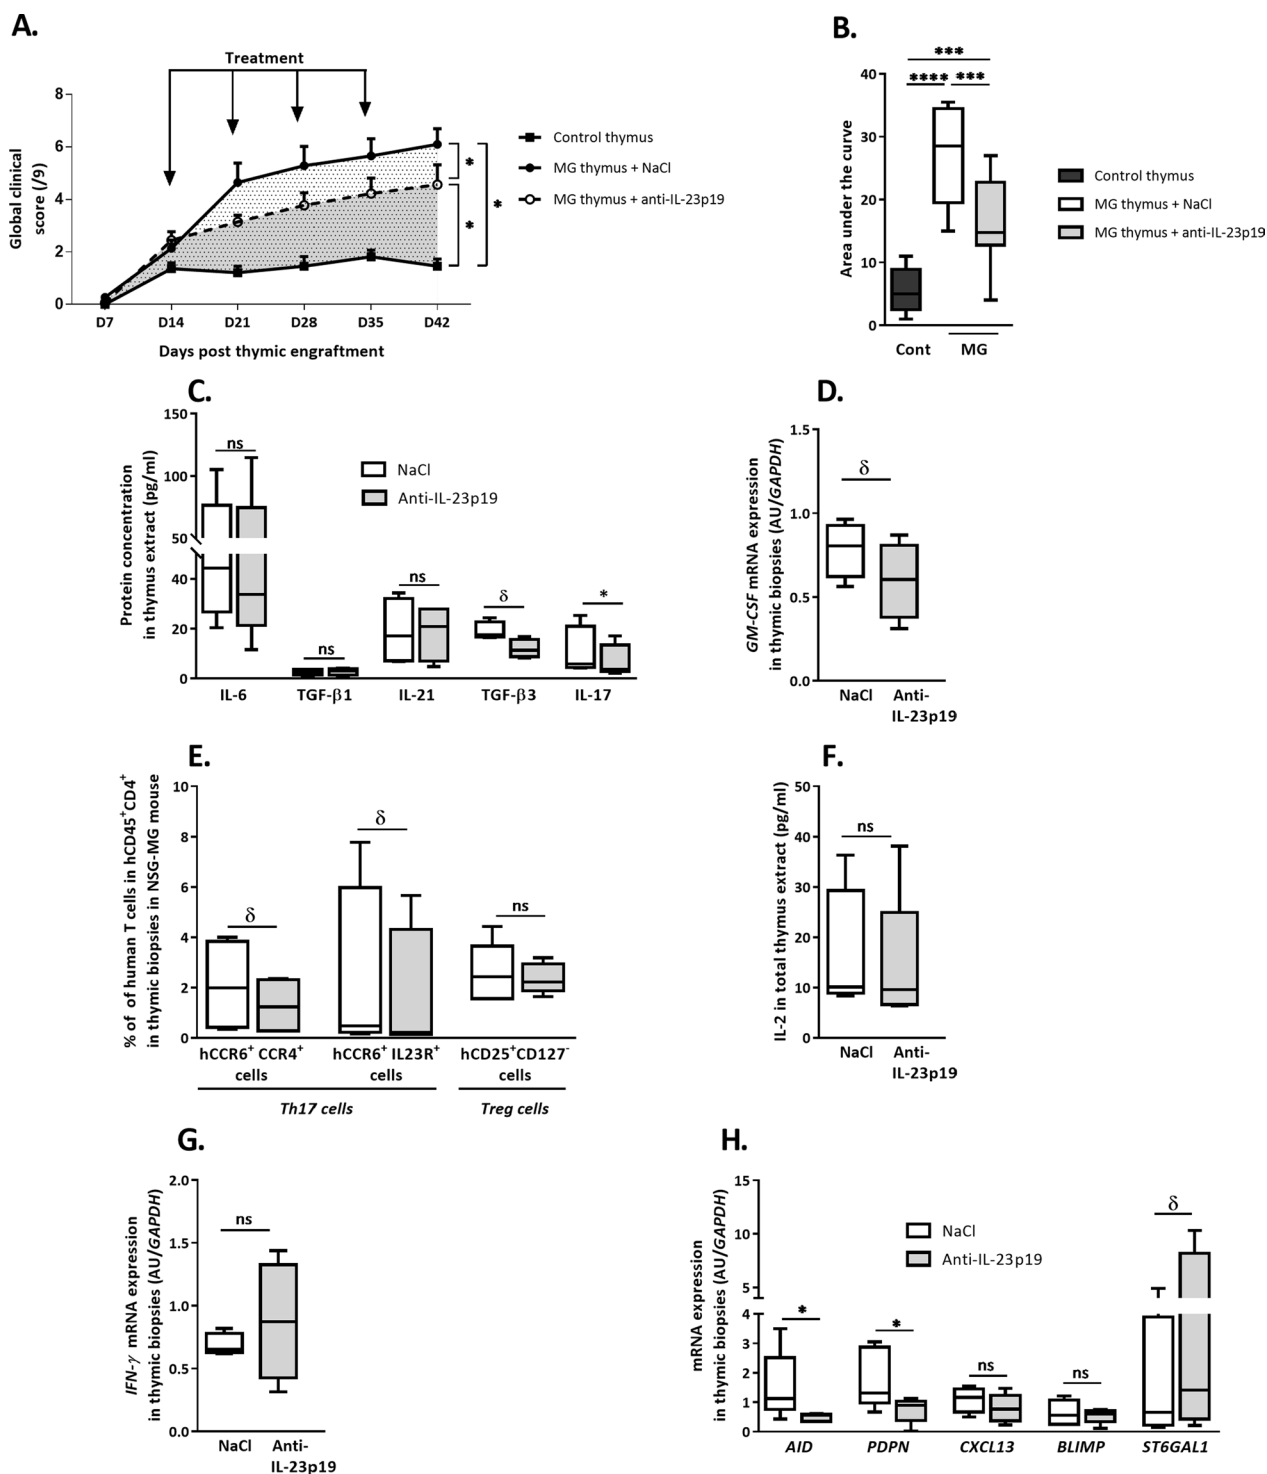 A.
Treatment
Global clinical
score (/9)
8
6
4
2
0
D7 D14 D21 D28 D35 D42
Days post thymic engraftment
*
*
*
Control thymus
MG thymus + NaCl
MG thymus + anti-IL-23p19
B.
***
**** ***
Area under the curve
40
30
20
10
0
Cont MG
Control thymus
MG thymus + NaCl
MG thymus + anti-IL-23p19
C.
Protein concentration
in thymus extract (pg/ml)
150
100
50
40
20
0
ns
ns
ns
δ
*
NaCl
Anti-IL-23p19
IL-6 TGF-β1 IL-21 TGF-β3 IL-17
D.
GM-CSF mRNA expression
in thymic biopsies (AU/GAPDH)
1.5
1.0
0.5
0.0
δ
NaCl Anti-
IL-23p19
E.
% of of human T cells in hCD45+CD4+
in thymic biopsies in NSG-MG mouse
10
8
6
4
2
0
δ
δ
ns
hCCR6+ CCR4+ hCCR6+ IL23R+ hCD25+CD127-
cells cells cells
Th17 cells Treg cells
F.
IL-2 in total thymus extract (pg/ml)
50
40
30
20
10
0
ns
NaCl Anti-
IL-23p19
G.
IFN-γ mRNA expression
in thymic biopsies (AU/GAPDH)
2.0
1.5
1.0
0.5
0.0
ns
NaCl Anti-
IL-23p19
H.
mRNA expression
in thymic biopsies (AU/GAPDH)
15
10
5
4
3
2
1
0
*
*
ns
ns
δ
NaCl
Anti-IL-23p19
AID PDPN CXCL13 BLIMP ST6GAL1